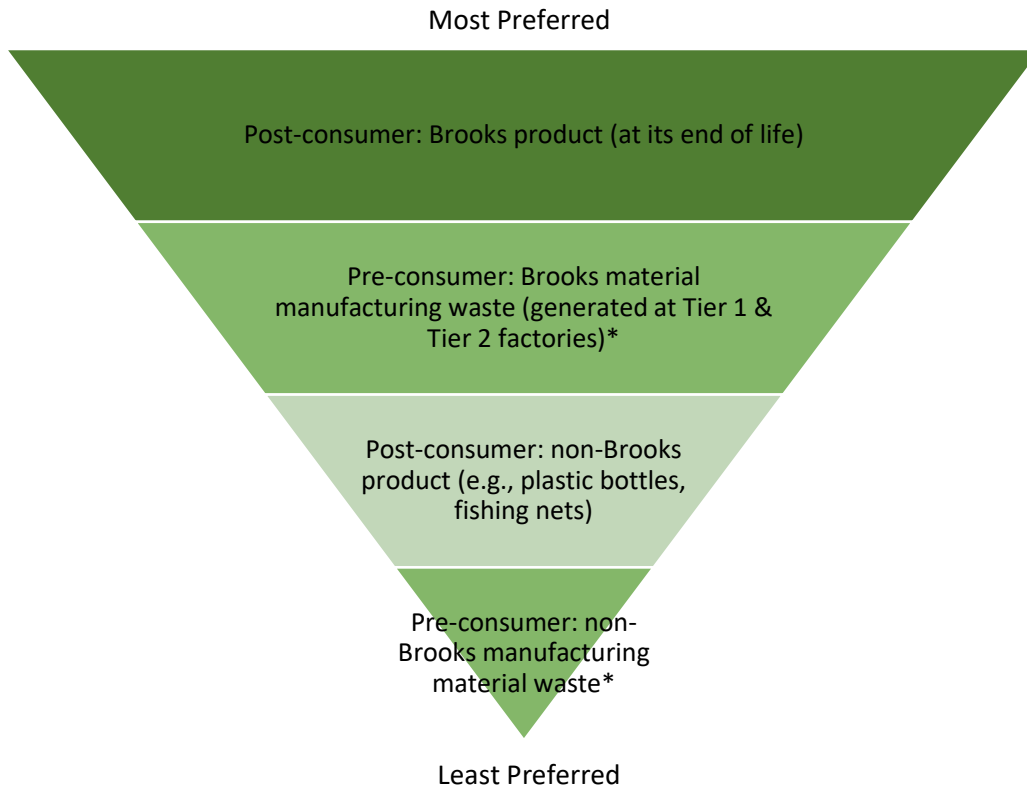 Most Preferred
Post-consumer: Brooks product (at its end of life)
Pre-consumer: Brooks material
manufacturing waste (generated at Tier 1 &
Tier 2 factories)*
Post-consumer: non-Brooks
product (e.g., plastic bottles,
fishing nets)
Pre-consumer: non-
Brooks manufacturing
material waste*
Least Preferred